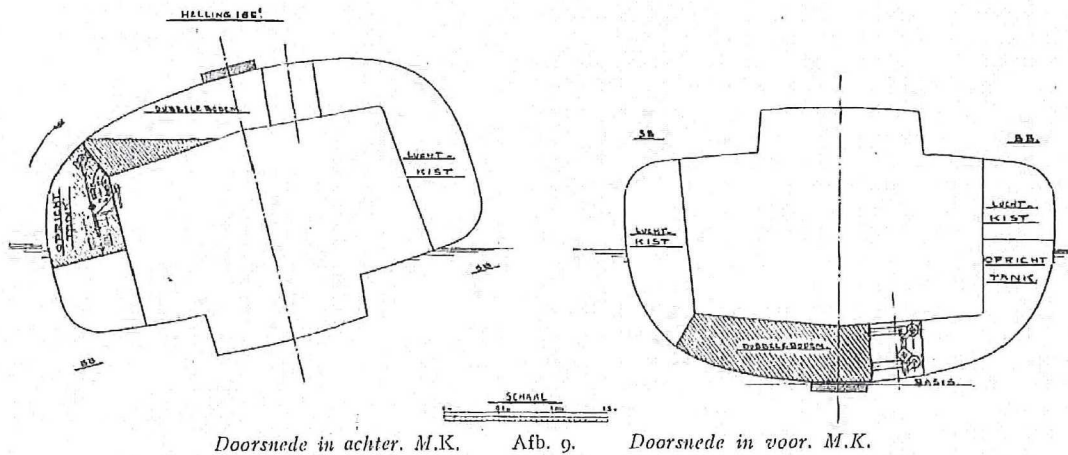 HELLING 166°
DUBBELE BODEM
LUCHT-
KIST
OPRICHT
TANK
SB
BB
SB
BB.
LUCHT-
KIST
LUCHT-
KIST
OPRICHT
TANK.
DUBBELE BODEM
BASIS
SCHAAL
Doorsnede in achter. M.K.
Afb. 9.
Doorsnede in voor. M.K.